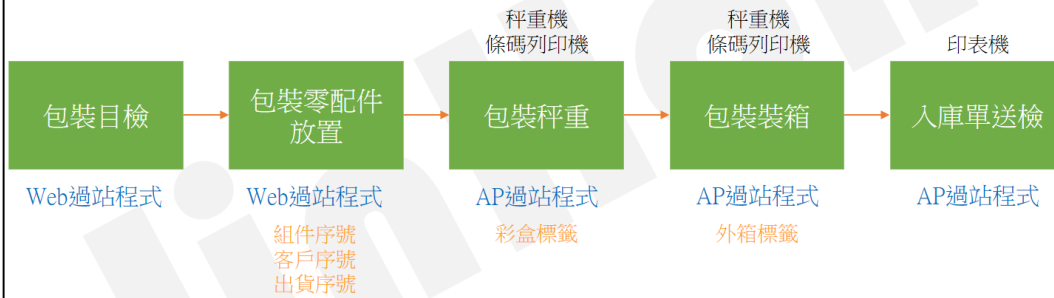 秤重機
條碼列印機
秤重機
條碼列印機
印表機
包裝目檢
包裝零配件
放置
包裝秤重
包裝裝箱
入庫單送檢
Web過站程式
Web過站程式
AP過站程式
AP過站程式
AP過站程式
組件序號
客戶序號
出貨序號
彩盒標籤
外箱標籤